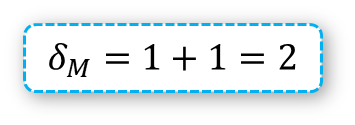 δ_M = 1 + 1 = 2